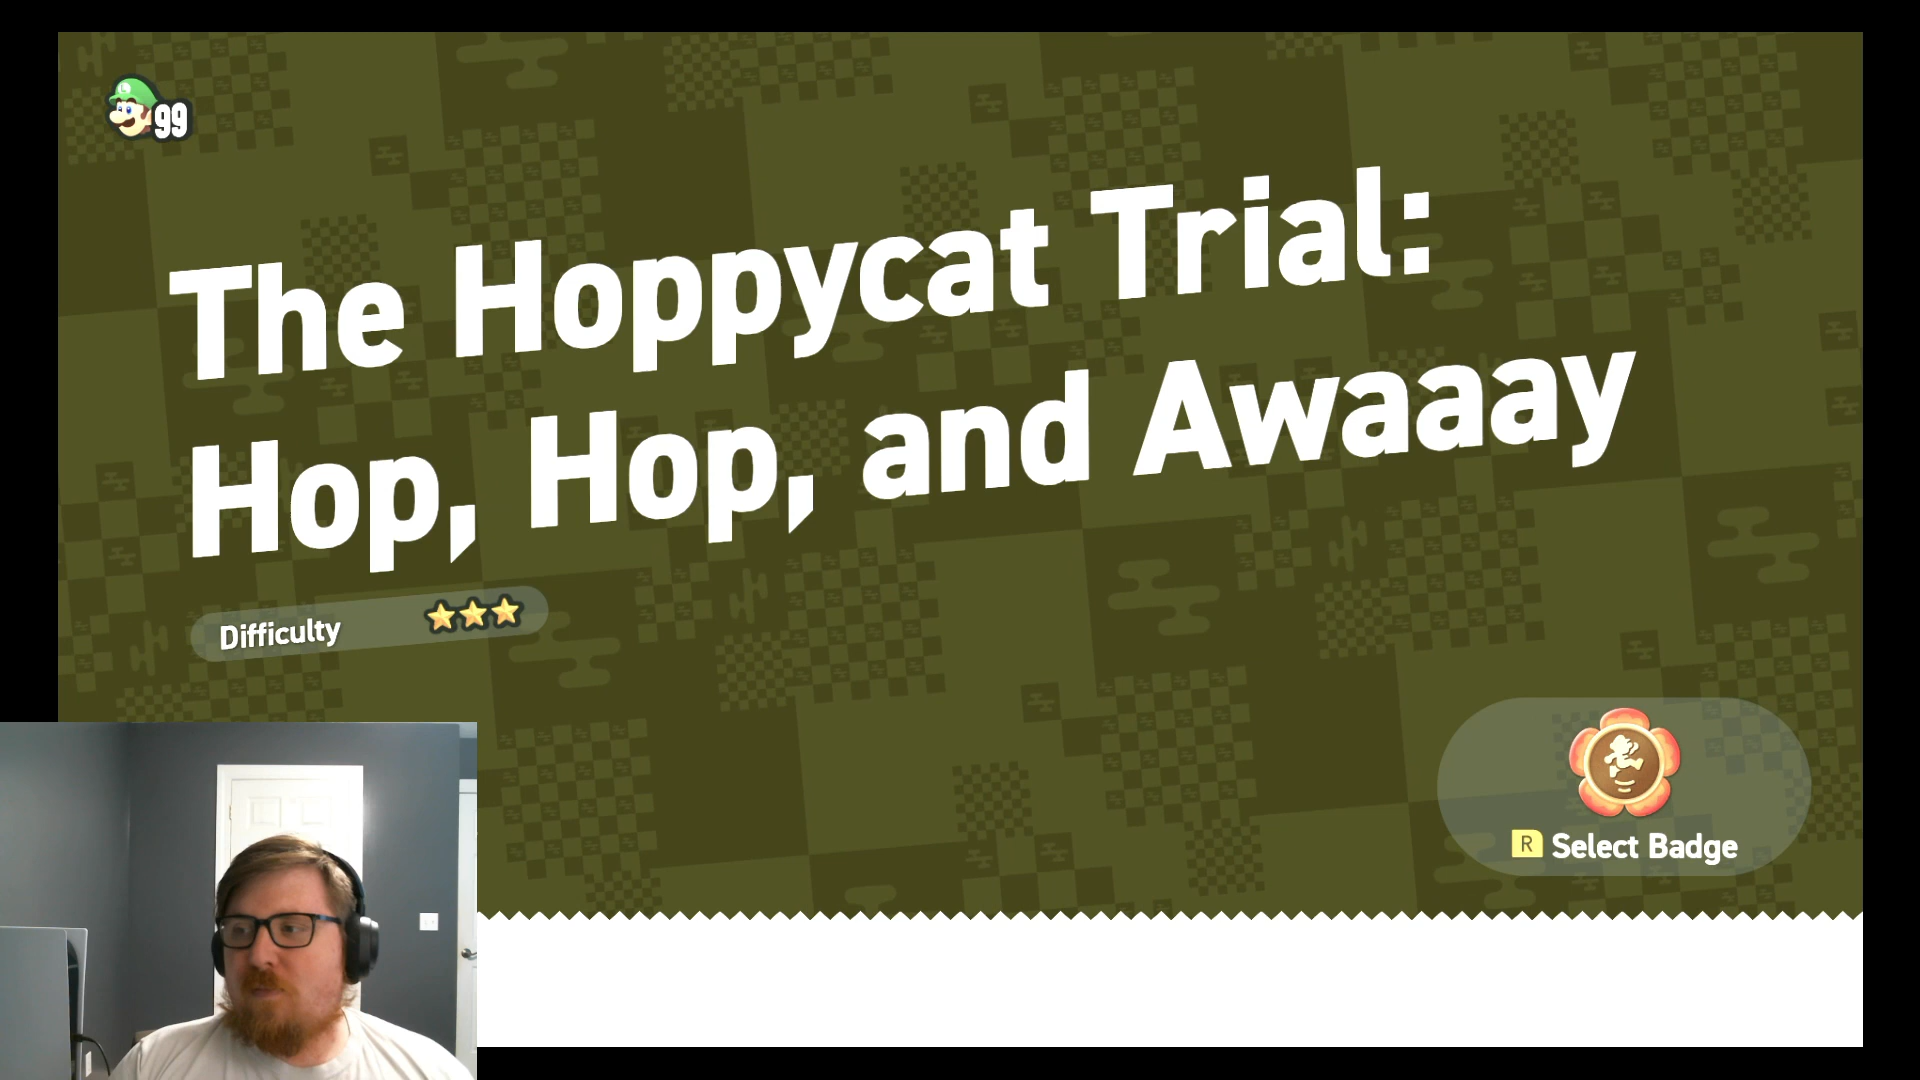 99
The Hoppycat Trial:
Hop, Hop, and Awaaay
Difficulty
R Select Badge